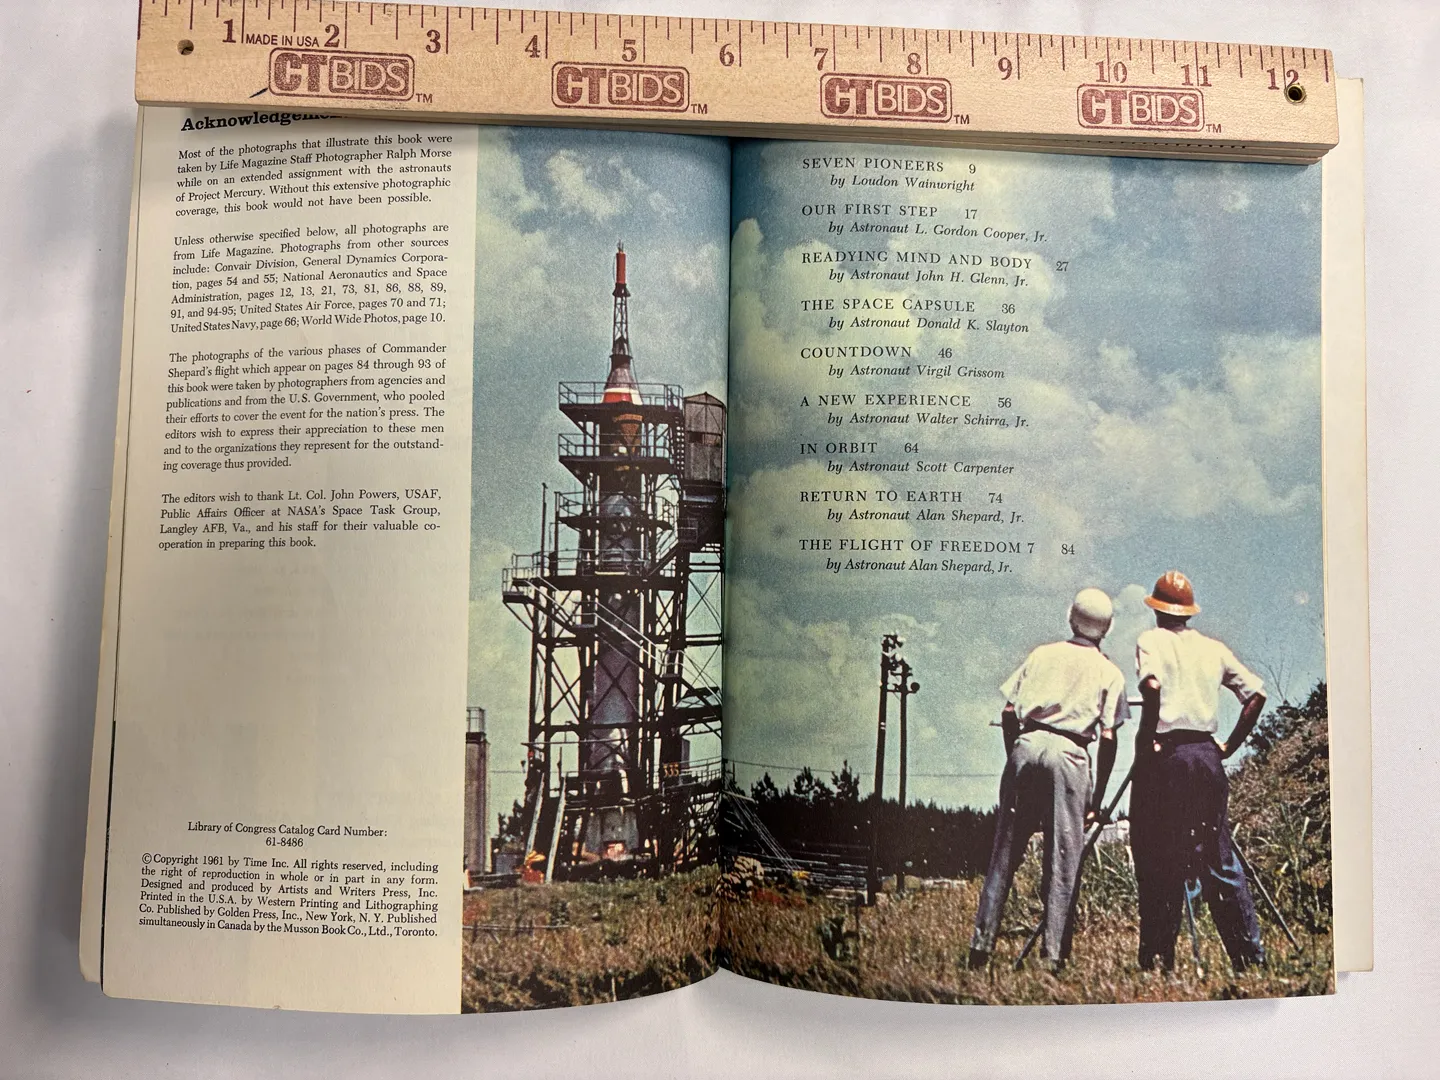 1 MADE IN USA 2 3 4 5 6 7 8 9 10 11 12
CTBIDS TM CTBIDS TM CTBIDS TM CTBIDS TM
Most of the photographs that illustrate this book were
taken by Life Magazine Staff Photographer Ralph Morse
while on an extended assignment with the astronauts
of Project Mercury. Without this extensive photographic
coverage, this book would not have been possible.
Unless otherwise specified below, all photographs are
from Life Magazine. Photographs from other sources
include: Convair Division, General Dynamics Corpora-
tion, pages 54 and 55; National Aeronautics and Space
Administration, pages 12, 13, 21, 73, 81, 86, 88, 89,
91, and 94-95; United States Air Force, pages 70 and 71;
United States Navy, page 66; World Wide Photos, page 10.
The photographs of the various phases of Commander
Shepard's flight which appear on pages 84 through 93 of
this book were taken by photographers from agencies and
publications and from the U.S. Government, who pooled
their efforts to cover the event for the nation's press. The
editors wish to express their appreciation to these men
and to the organizations they represent for the outstand-
ing coverage thus provided.
The editors wish to thank Lt. Col. John Powers, USAF,
Public Affairs Officer at NASA's Space Task Group,
Langley AFB, Va., and his staff for their valuable co-
operation in preparing this book.
Library of Congress Catalog Card Number:
61-8486
© Copyright 1961 by Time Inc. All rights reserved, including
the right of reproduction in whole or in part in any form.
Designed and produced by Artists and Writers Press, Inc.
Printed in the U.S.A. by Western Printing and Lithographing
Co. Published by Golden Press, Inc., New York, N. Y. Published
simultaneously in Canada by the Musson Book Co., Ltd., Toronto.
SEVEN PIONEERS 9
by Loudon Wainwright
OUR FIRST STEP 17
by Astronaut L. Gordon Cooper, Jr.
READYING MIND AND BODY 27
by Astronaut John H. Glenn, Jr.
THE SPACE CAPSULE 36
by Astronaut Donald K. Slayton
COUNTDOWN 46
by Astronaut Virgil Grissom
A NEW EXPERIENCE 56
by Astronaut Walter Schirra, Jr.
IN ORBIT 64
by Astronaut Scott Carpenter
RETURN TO EARTH 74
by Astronaut Alan Shepard, Jr.
THE FLIGHT OF FREEDOM 7 84
by Astronaut Alan Shepard, Jr.